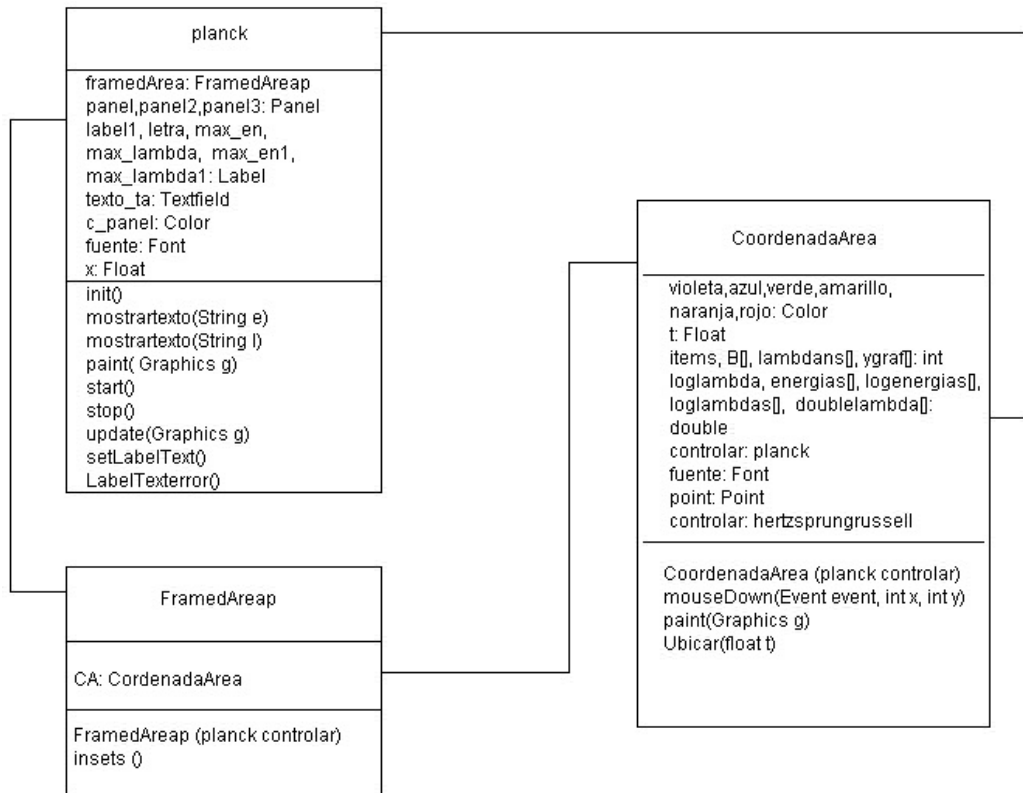 planck
framedArea: FramedAreap
panel,panel2,panel3: Panel
label1, letra, max_en,
max_lambda, max_en1,
max_lambda1: Label
texto_ta: Textfield
c_panel: Color
fuente: Font
x: Float
init()
mostrartexto(String e)
mostrartexto(String l)
paint( Graphics g)
start()
stop()
update(Graphics g)
setLabelText()
LabelTexterror()
FramedAreap
CA: CordenadaArea
FramedAreap (planck controlar)
insets ()
CoordenadaArea
violeta,azul,verde,amarillo,
naranja,rojo: Color
t: Float
items, B[], lambdans[], ygraf[]: int
loglambda, energias[], logenergias[],
loglambdas[], doublelambda[]:
double
controlar: planck
fuente: Font
point: Point
controlar: hertzsprungrussell
CoordenadaArea (planck controlar)
mouseDown(Event event, int x, int y)
paint(Graphics g)
Ubicar(float t)